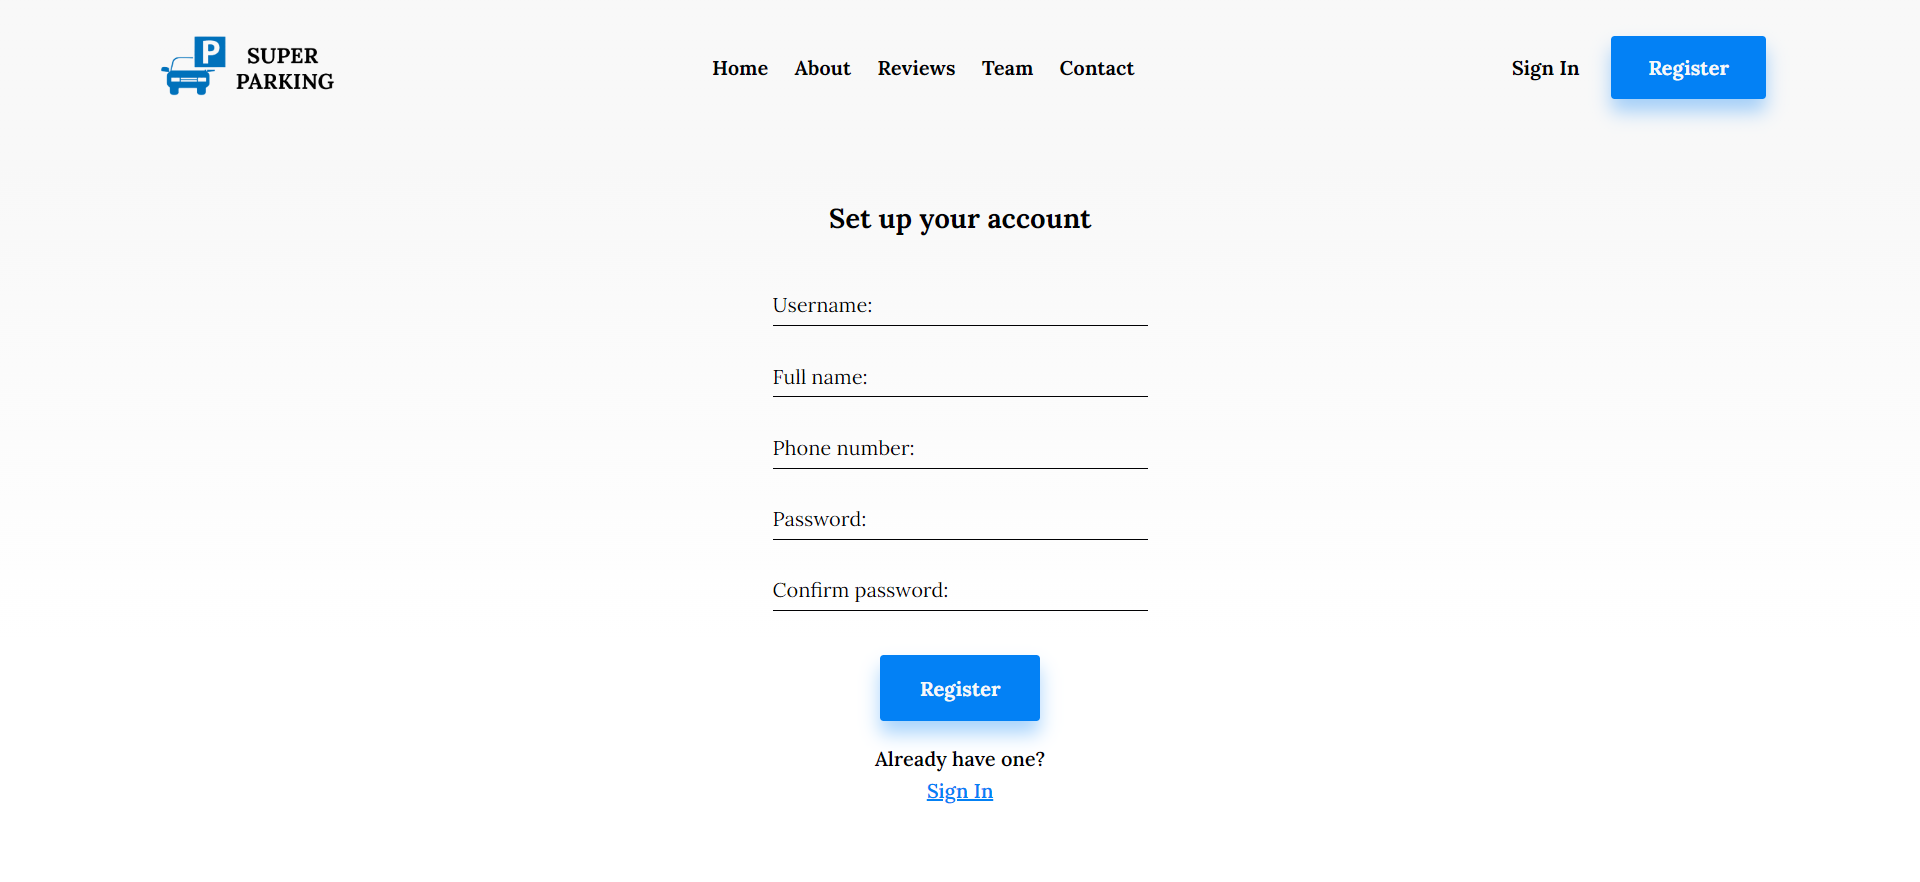 P
SUPER
PARKING
Home About Reviews Team Contact
Sign In Register
Set up your account
Username:
Full name:
Phone number:
Password:
Confirm password:
Register
Already have one?
Sign In